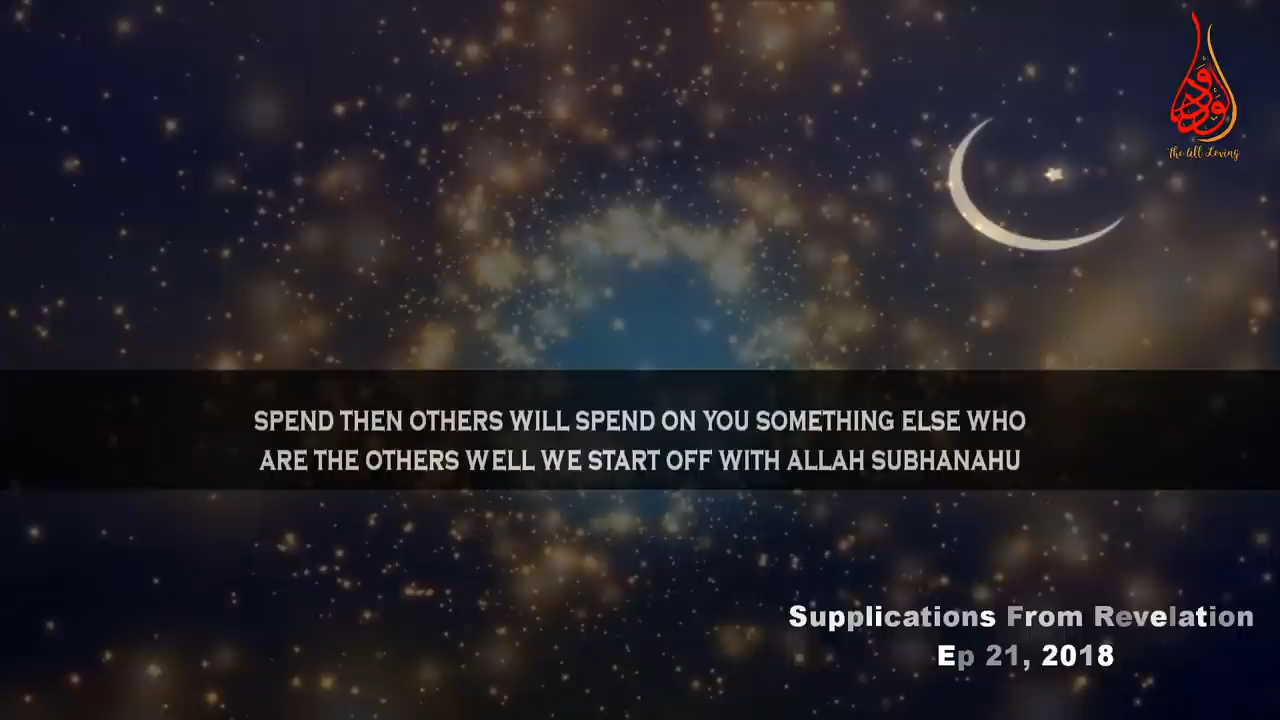 ودود
The All Loving
SPEND THEN OTHERS WILL SPEND ON YOU SOMETHING ELSE WHO
ARE THE OTHERS WELL WE START OFF WITH ALLAH SUBHANAHU
Supplications From Revelation
Ep 21, 2018